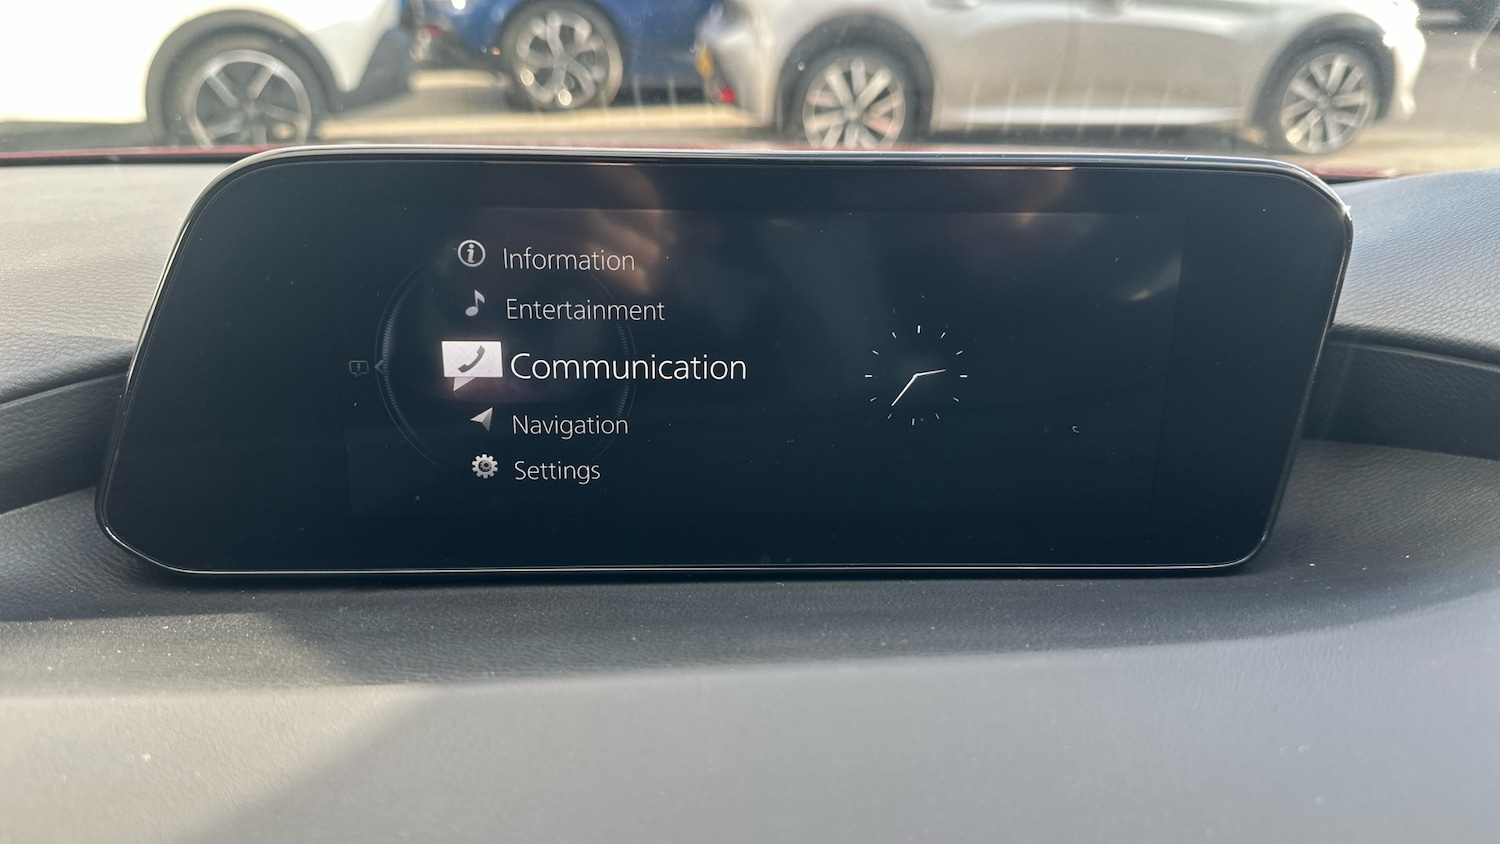 Information
Entertainment
Communication
Navigation
Settings